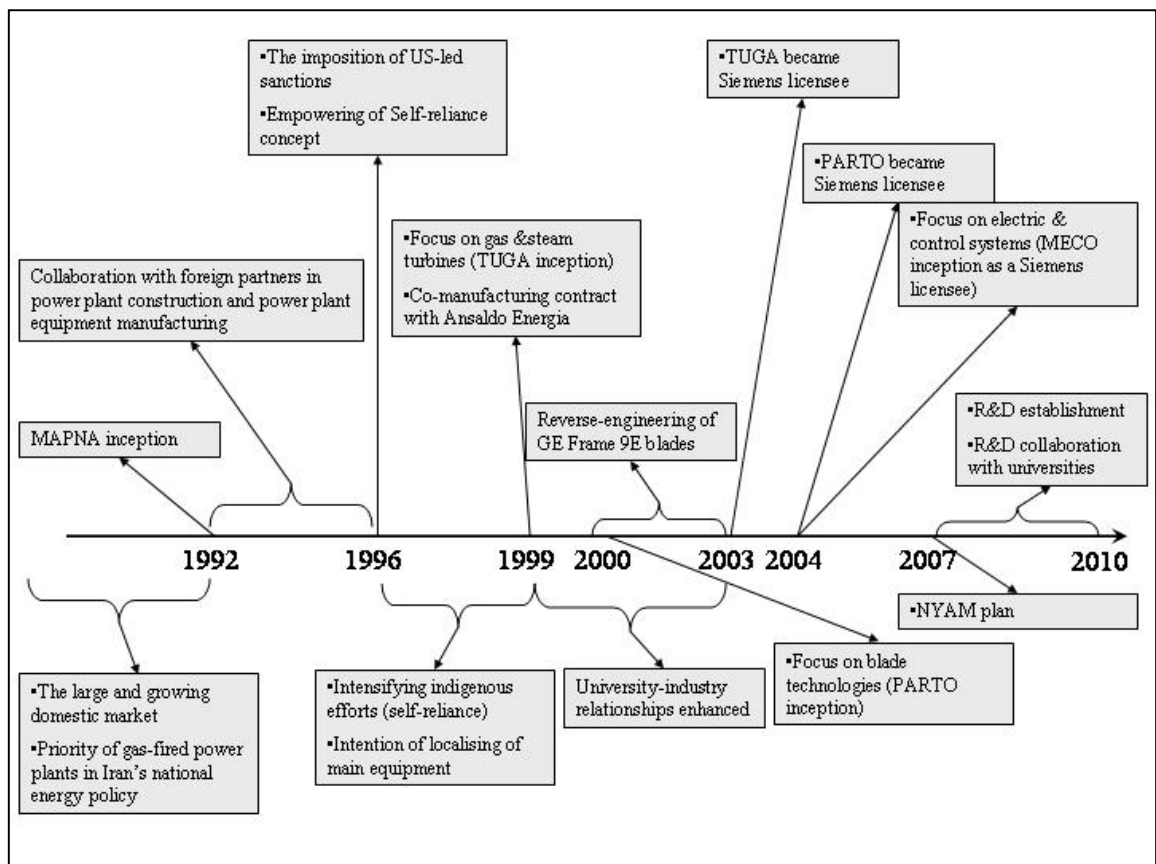 ▪The imposition of US-led
sanctions
▪Empowering of Self-reliance
concept
▪TUGA became
Siemens licensee
▪PARTO became
Siemens licensee
▪Focus on electric &
control systems (MECO
inception as a Siemens
licensee)
▪Focus on gas &steam
turbines (TUGA inception)
▪Co-manufacturing contract
with Ansaldo Energia
Collaboration with foreign partners in
power plant construction and power plant
equipment manufacturing
MAPNA inception
Reverse-engineering of
GE Frame 9E blades
▪R&D establishment
▪R&D collaboration
with universities
1992
1996
1999
2000
2003
2004
2007
2010
▪NYAM plan
▪The large and growing
domestic market
▪Priority of gas-fired power
plants in Iran's national
energy policy
▪Intensifying indigenous
efforts (self-reliance)
▪Intention of localising of
main equipment
University-industry
relationships enhanced
▪Focus on blade
technologies (PARTO
inception)